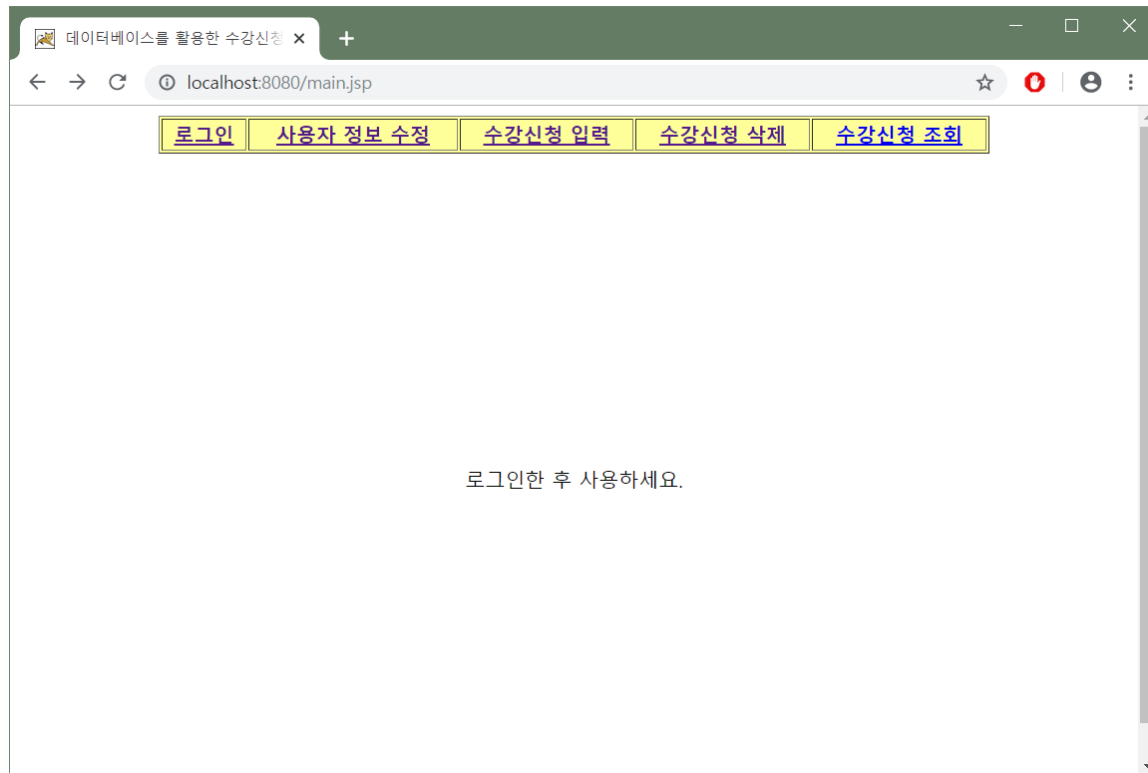 데이터베이스를 활용한 수강신청
localhost:8080/main.jsp
로그인 사용자 정보 수정 수강신청 입력 수강신청 삭제 수강신청 조회
로그인한 후 사용하세요.